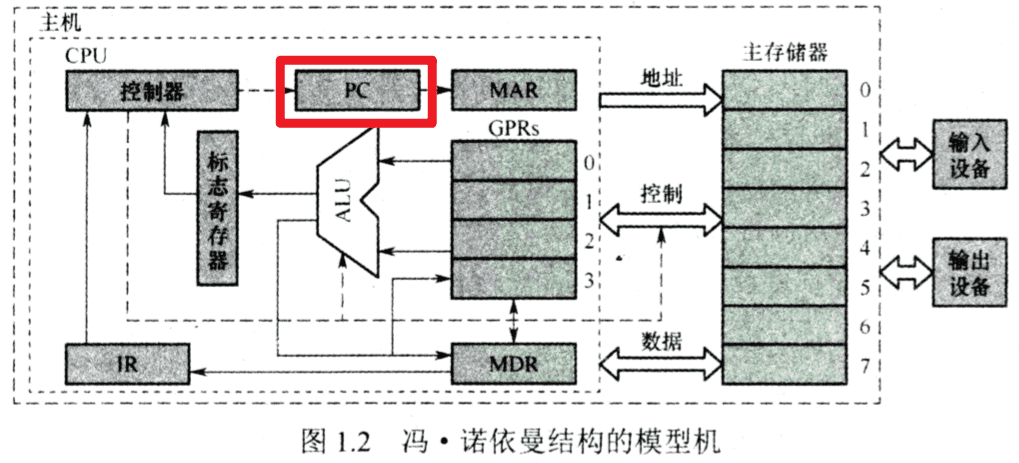 主机
CPU
控制器
PC
MAR
地址
主存储器
0
1
2
3
4
5
6
7
GPRs
0
1
2
3
标志寄存器
ALU
控制
输入
设备
输出
设备
IR
MDR
数据
图 1.2 冯·诺依曼结构的模型机